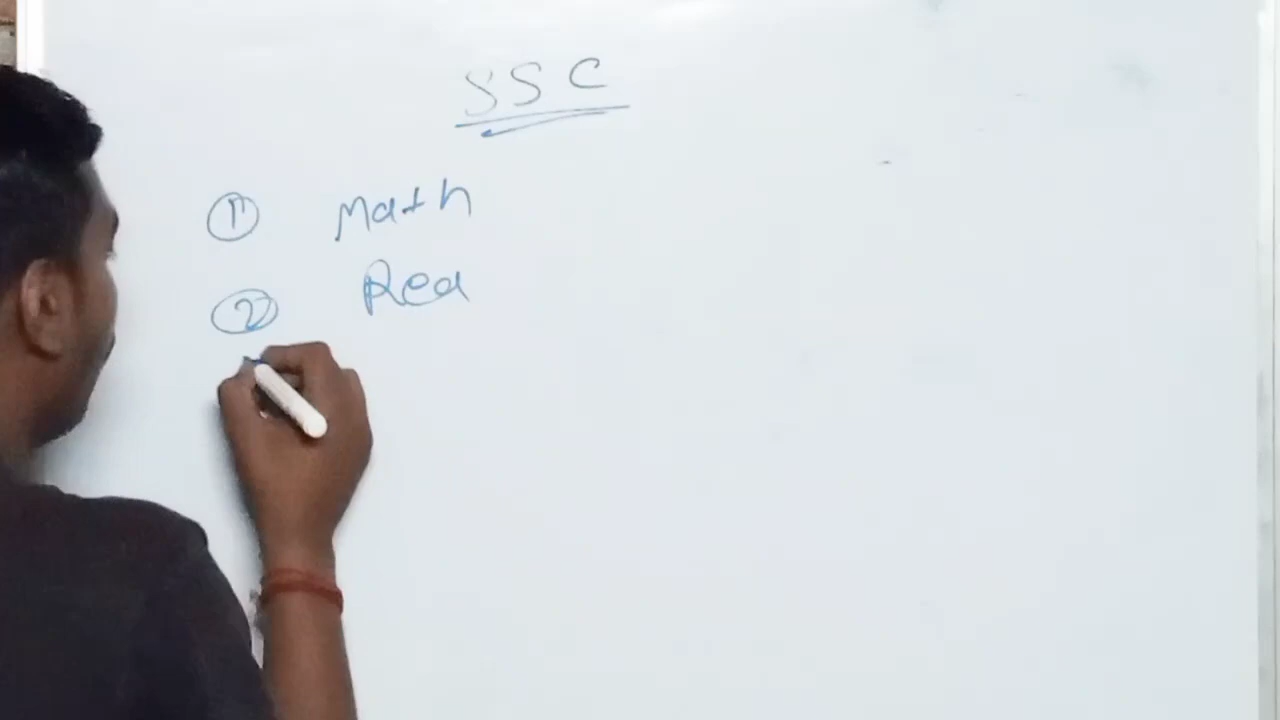 SSC
① Math
② Rea